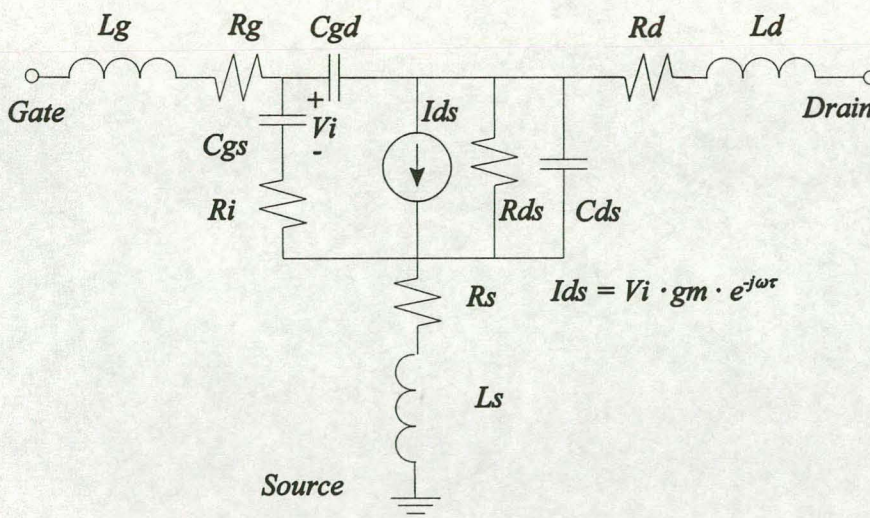 Lg Rg Cgd Rd Ld
Gate + Vi - Ids Drain
Cgs
Ri Rds Cds
Rs Ids = Vi · gm · e^{-jωτ}
Ls
Source